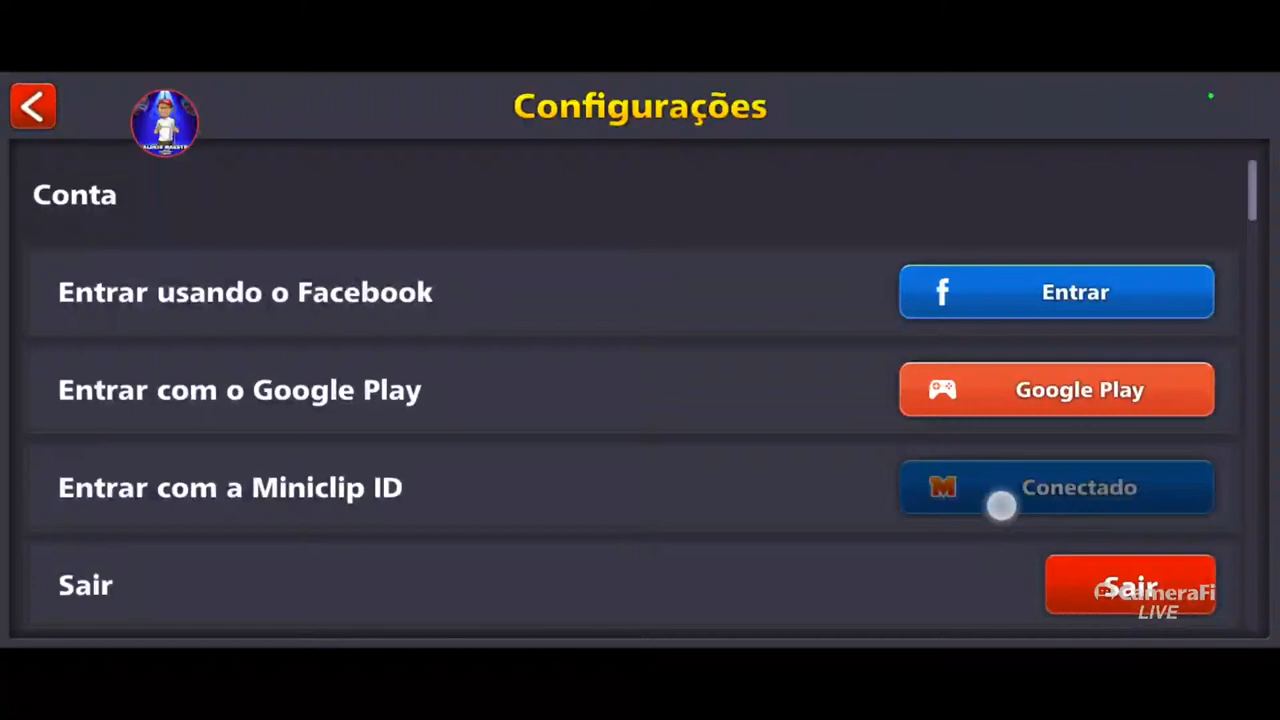 Configurações
Conta
Entrar usando o Facebook
Entrar
Entrar com o Google Play
Google Play
Entrar com a Miniclip ID
Conectado
Sair
Sair
CameraFi
LIVE